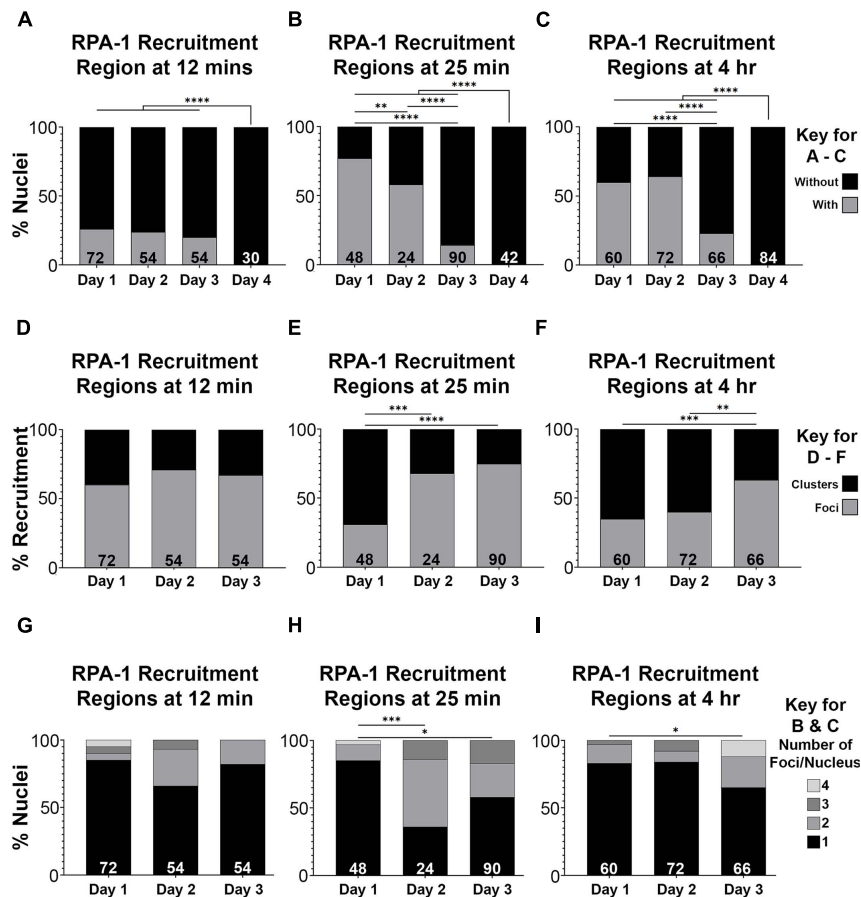 A
RPA-1 Recruitment
Region at 12 mins
****
% Nuclei
100
50
0
72 54 54 30
Day 1 Day 2 Day 3 Day 4
B
RPA-1 Recruitment
Regions at 25 min
****
** ****
****
100
50
0
48 24 90 42
Day 1 Day 2 Day 3 Day 4
C
RPA-1 Recruitment
Regions at 4 hr
****
****
****
100
50
0
60 72 66 84
Day 1 Day 2 Day 3 Day 4
Key for
A - C
Without
With
D
RPA-1 Recruitment
Regions at 12 min
% Recruitment
100
50
0
72 54 54
Day 1 Day 2 Day 3
E
RPA-1 Recruitment
Regions at 25 min
***
****
100
50
0
48 24 90
Day 1 Day 2 Day 3
F
RPA-1 Recruitment
Regions at 4 hr
**
***
100
50
0
60 72 66
Day 1 Day 2 Day 3
Key for
D - F
Clusters
Foci
G
RPA-1 Recruitment
Regions at 12 min
% Nuclei
100
50
0
72 54 54
Day 1 Day 2 Day 3
H
RPA-1 Recruitment
Regions at 25 min
***
*
100
50
0
48 24 90
Day 1 Day 2 Day 3
I
RPA-1 Recruitment
Regions at 4 hr
*
100
50
0
60 72 66
Day 1 Day 2 Day 3
Key for
B & C
Number of
Foci/Nucleus
4
3
2
1